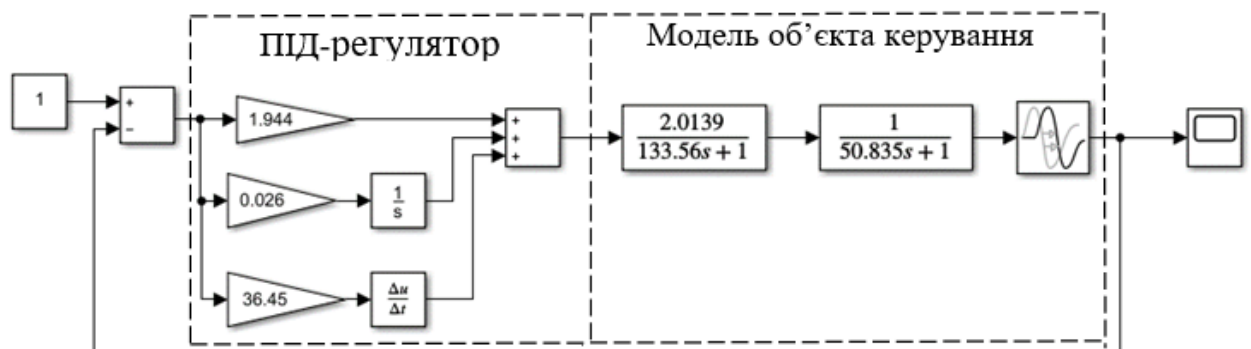 ПІД-регулятор
Модель об’єкта керування
1
+
−
1.944
0.026
1
s
36.45
Δu
Δt
+
+
+
2.0139
133.56s + 1
1
50.835s + 1